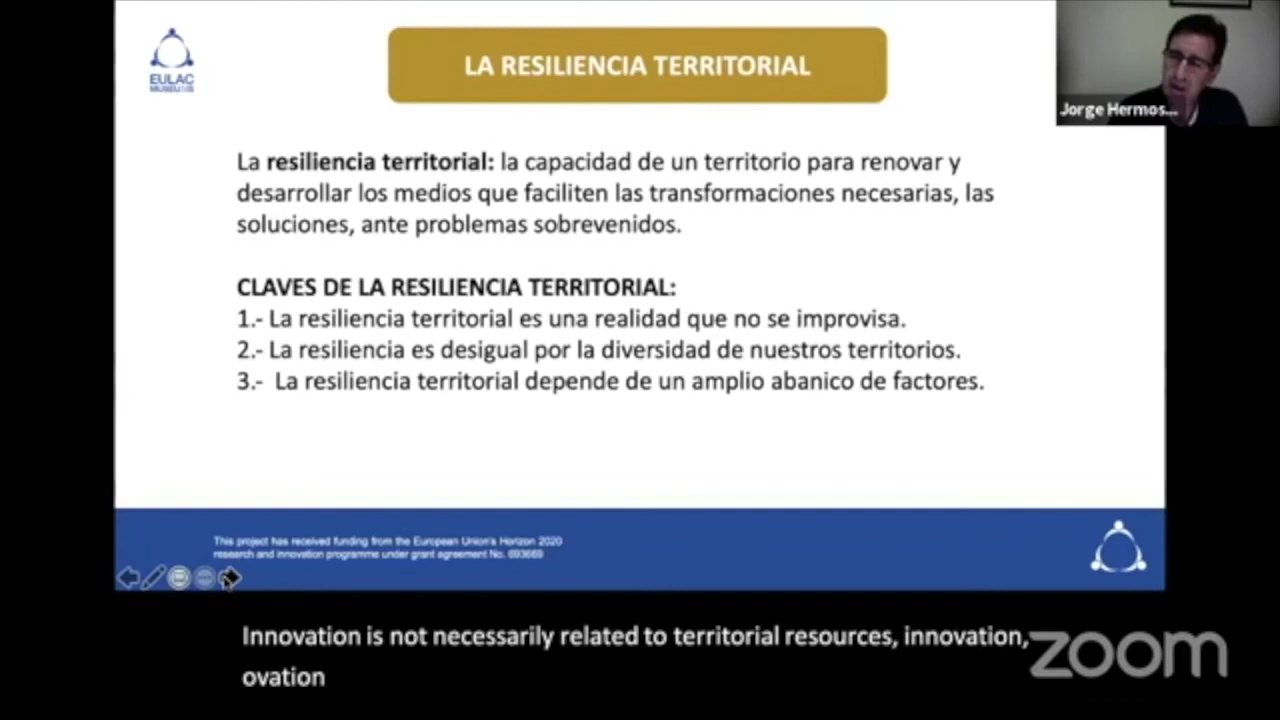 EULAC
MUSEUMS
LA RESILIENCIA TERRITORIAL
Jorge Hermos...
La resiliencia territorial: la capacidad de un territorio para renovar y
desarrollar los medios que faciliten las transformaciones necesarias, las
soluciones, ante problemas sobrevenidos.
CLAVES DE LA RESILIENCIA TERRITORIAL:
1.- La resiliencia territorial es una realidad que no se improvisa.
2.- La resiliencia es desigual por la diversidad de nuestros territorios.
3.- La resiliencia territorial depende de un amplio abanico de factores.
This project has received funding from the European Union's Horizon 2020
research and innovation programme under grant agreement No. 693669
Innovation is not necessarily related to territorial resources, innovation,
ovation
zoom